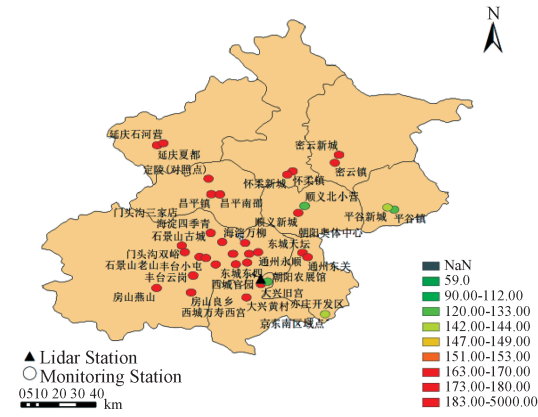 N
延庆石河营
延庆夏都
密云新城
密云镇
定陵(对照点)
怀柔新城
怀柔镇
昌平镇
昌平南邵
顺义北小营
门头沟三家店
顺义新城
平谷新城
平谷镇
海淀四季青
石景山古城
海淀万柳
朝阳奥体中心
门头沟双峪
东城天坛
石景山老山
丰台小屯
通州永顺
通州东关
丰台云岗
东城东四
朝阳农展馆
西城官园
房山燕山
大兴旧宫
房山良乡
大兴黄村
亦庄开发区
西城万寿西宫
京东南区域点
Lidar Station
Monitoring Station
0510 20 30 40
km
NaN
59.0
90.00-112.00
120.00-133.00
142.00-144.00
147.00-149.00
151.00-153.00
163.00-170.00
173.00-180.00
183.00-5000.00